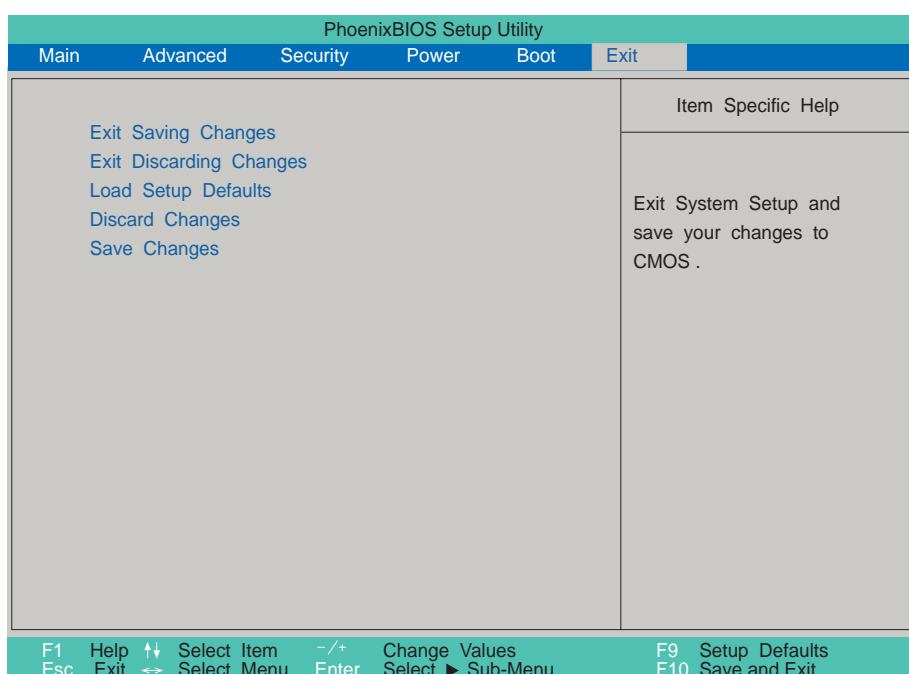 PhoenixBIOS Setup Utility
Main Advanced Security Power Boot Exit
Item Specific Help
Exit Saving Changes
Exit Discarding Changes
Load Setup Defaults
Discard Changes
Save Changes
Exit System Setup and
save your changes to
CMOS .
F1 Help ↑↓ Select Item -/+ Change Values F9 Setup Defaults
Esc Exit ↔ Select Menu Enter Select ► Sub-Menu F10 Save and Exit